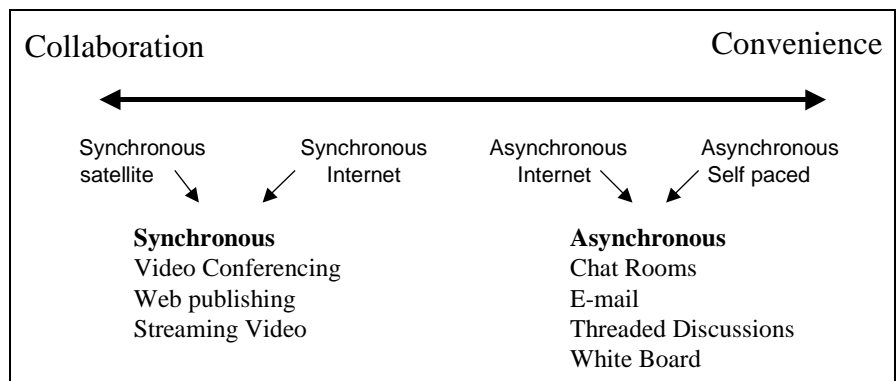 Collaboration
Convenience
Synchronous
satellite
Synchronous
Internet
Asynchronous
Internet
Asynchronous
Self paced
Synchronous
Video Conferencing
Web publishing
Streaming Video
Asynchronous
Chat Rooms
E-mail
Threaded Discussions
White Board